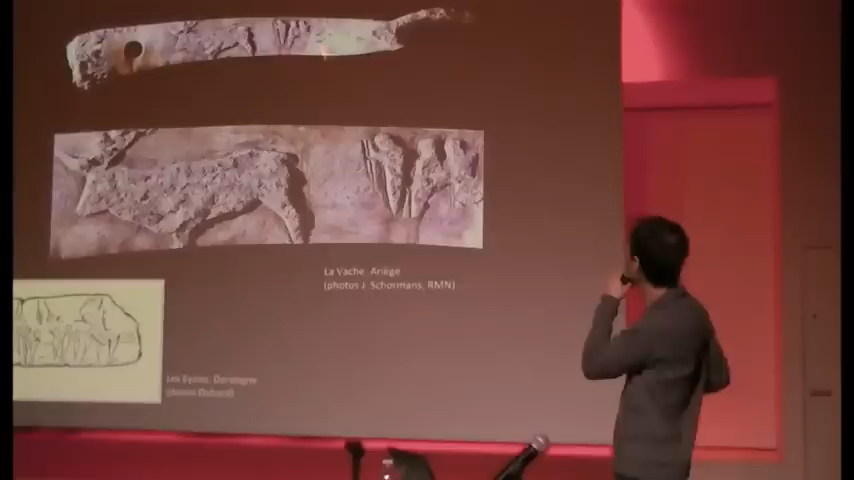 La Vache, Ariège
(photos J. Schormans, RMN)
Les Eyzies, Dordogne